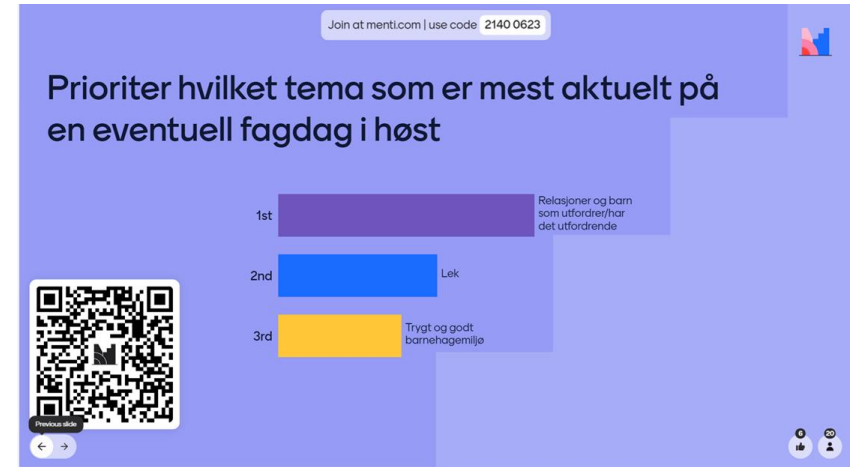 Join at menti.com | use code 2140 0623
Prioriter hvilket tema som er mest aktuelt på
en eventuell fagdag i høst
1st
Relasjoner og barn
som utfordrer/har
det utfordrende
2nd
Lek
3rd
Trygt og godt
barnehagemiljø
Previous slide
6
20